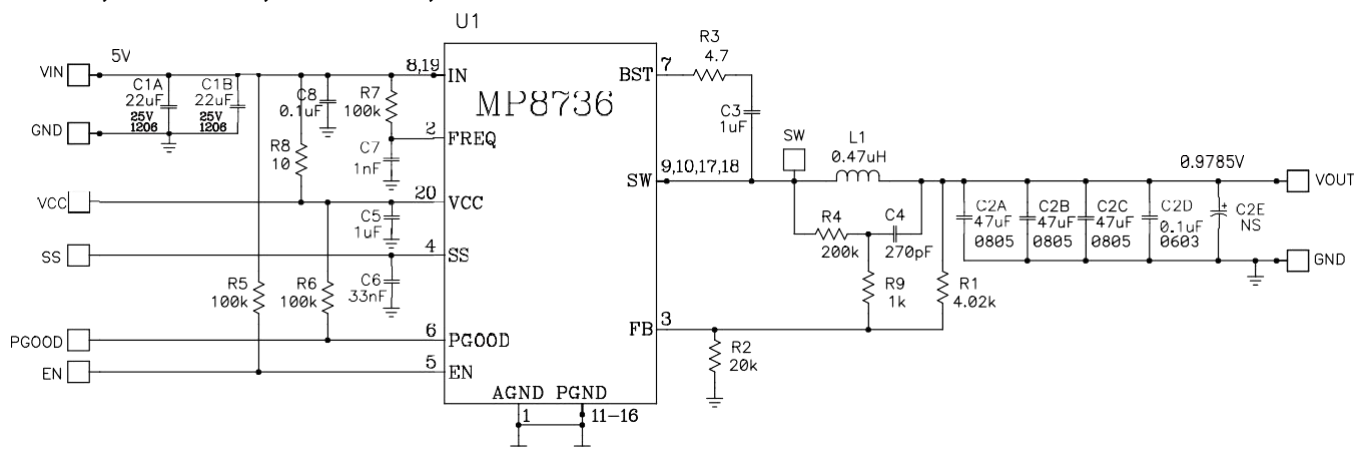 U1
MP8736
VIN
5V
GND
C1A
22uF
25V
1206
C1B
22uF
25V
1206
C8
0.1uF
R7
100k
8,19
IN
2
FREQ
R8
10
C7
1nF
VCC
20
VCC
C5
1uF
SS
4
SS
C6
33nF
R5
100k
R6
100k
PGOOD
6
PGOOD
EN
5
EN
AGND
PGND
1
11-16
BST
7
R3
4.7
C3
1uF
SW
9,10,17,18
SW
L1
0.47uH
0.9785V
VOUT
R4
200k
C4
270pF
C2A
47uF
0805
C2B
47uF
0805
C2C
47uF
0805
C2D
0.1uF
0603
+
C2E
NS
GND
R9
1k
R1
4.02k
FB
3
R2
20k